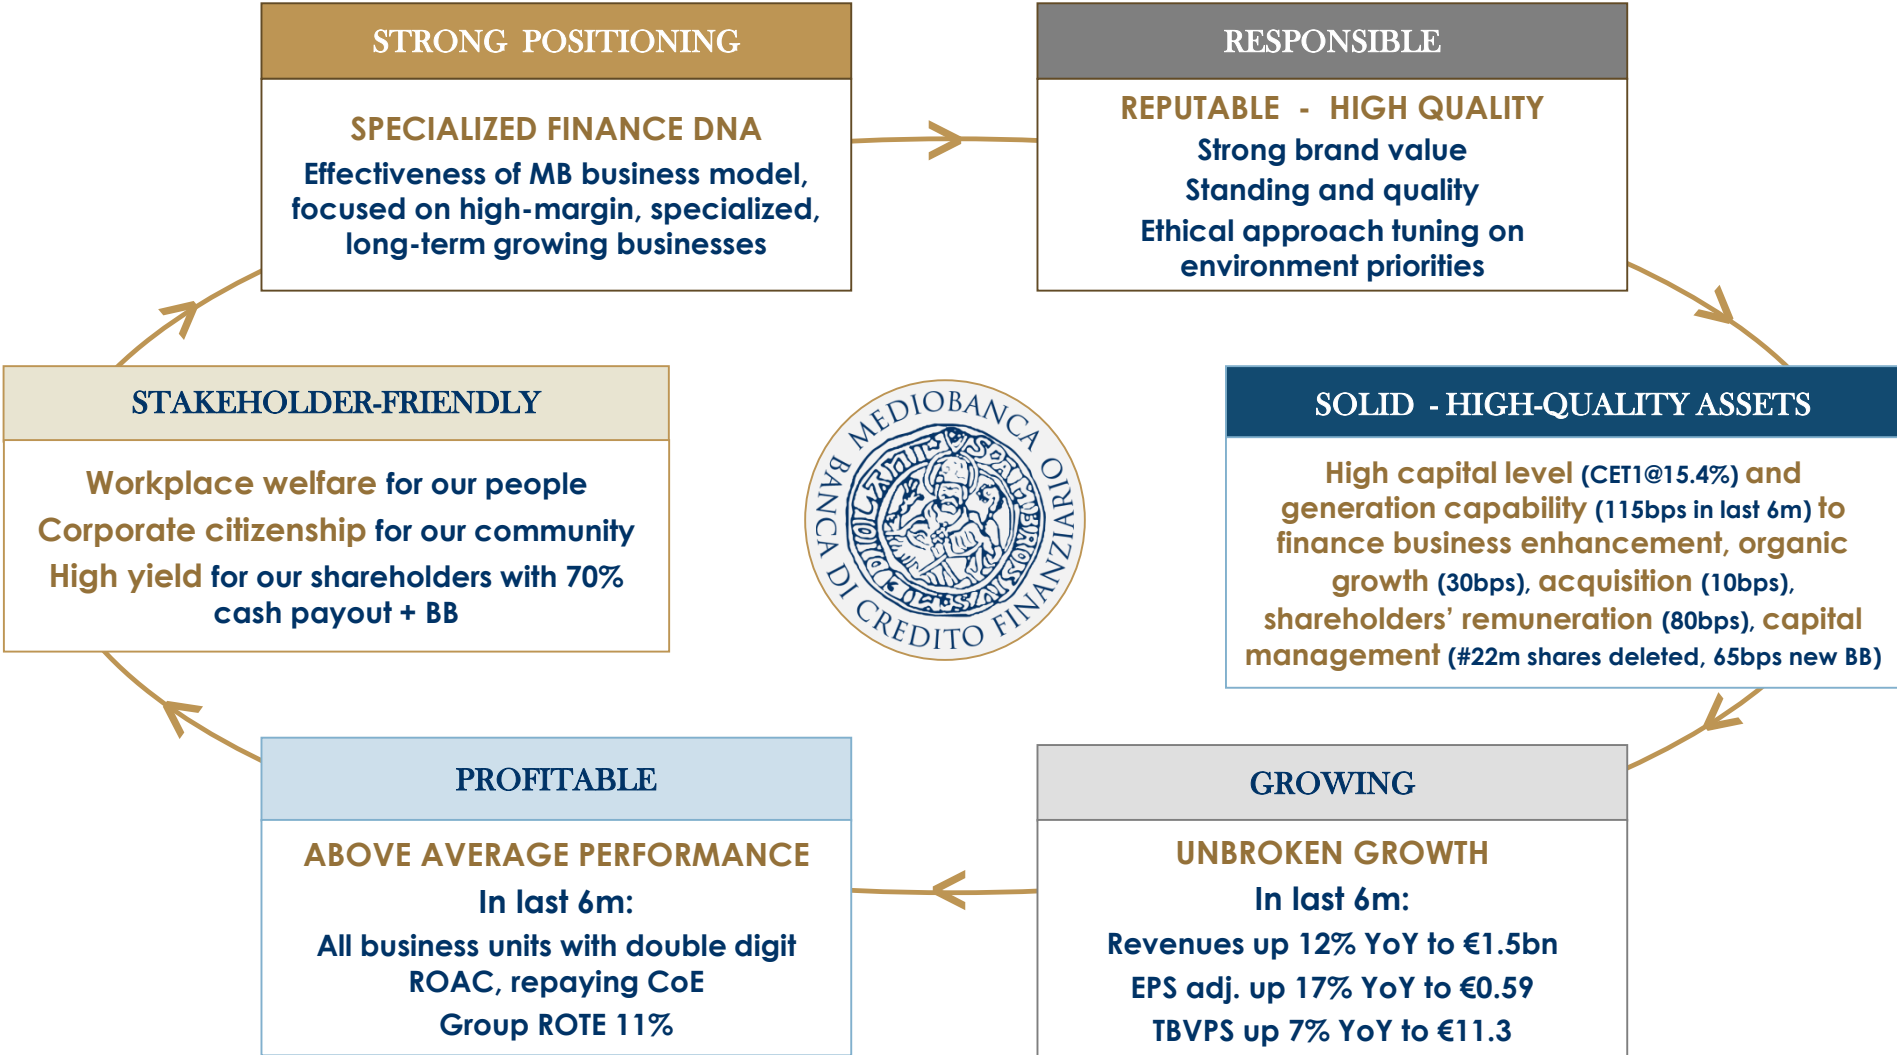 STRONG POSITIONING
SPECIALIZED FINANCE DNA
Effectiveness of MB business model,
focused on high-margin, specialized,
long-term growing businesses
RESPONSIBLE
REPUTABLE - HIGH QUALITY
Strong brand value
Standing and quality
Ethical approach tuning on
environment priorities
STAKEHOLDER-FRIENDLY
Workplace welfare for our people
Corporate citizenship for our community
High yield for our shareholders with 70%
cash payout + BB
MEDIOBANCA
BANCA DI CREDITO FINANZIARIO
SOLID - HIGH-QUALITY ASSETS
High capital level (CET1@15.4%) and
generation capability (115bps in last 6m) to
finance business enhancement, organic
growth (30bps), acquisition (10bps),
shareholders’ remuneration (80bps), capital
management (#22m shares deleted, 65bps new BB)
PROFITABLE
ABOVE AVERAGE PERFORMANCE
In last 6m:
All business units with double digit
ROAC, repaying CoE
Group ROTE 11%
GROWING
UNBROKEN GROWTH
In last 6m:
Revenues up 12% YoY to €1.5bn
EPS adj. up 17% YoY to €0.59
TBVPS up 7% YoY to €11.3